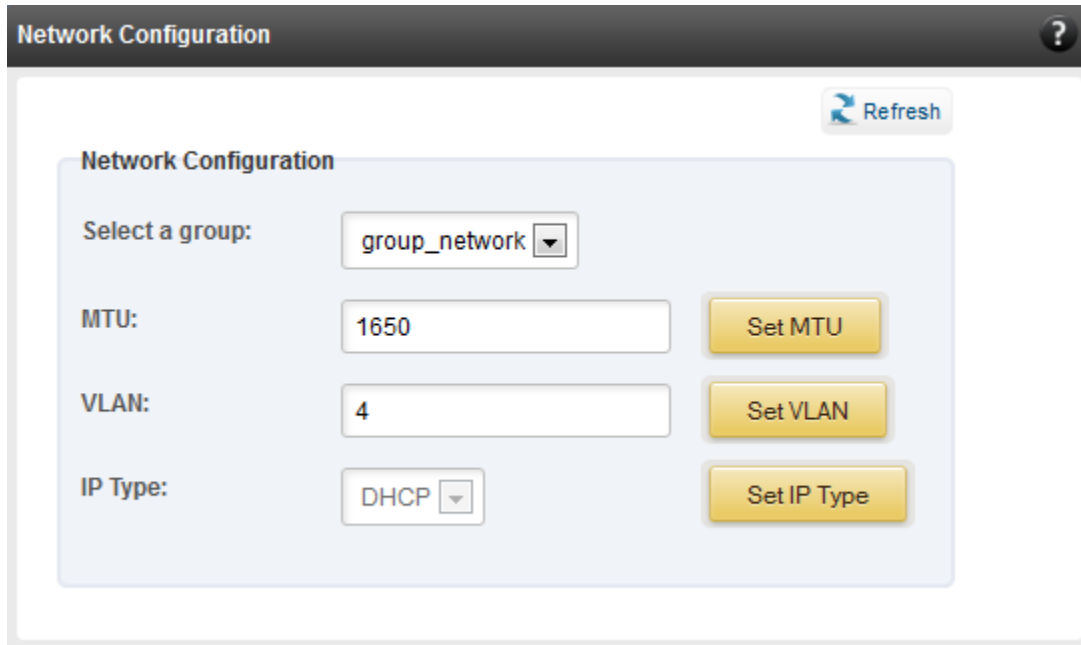 Network Configuration ?
Refresh
Network Configuration
Select a group: group_network
MTU: 1650 Set MTU
VLAN: 4 Set VLAN
IP Type: DHCP Set IP Type